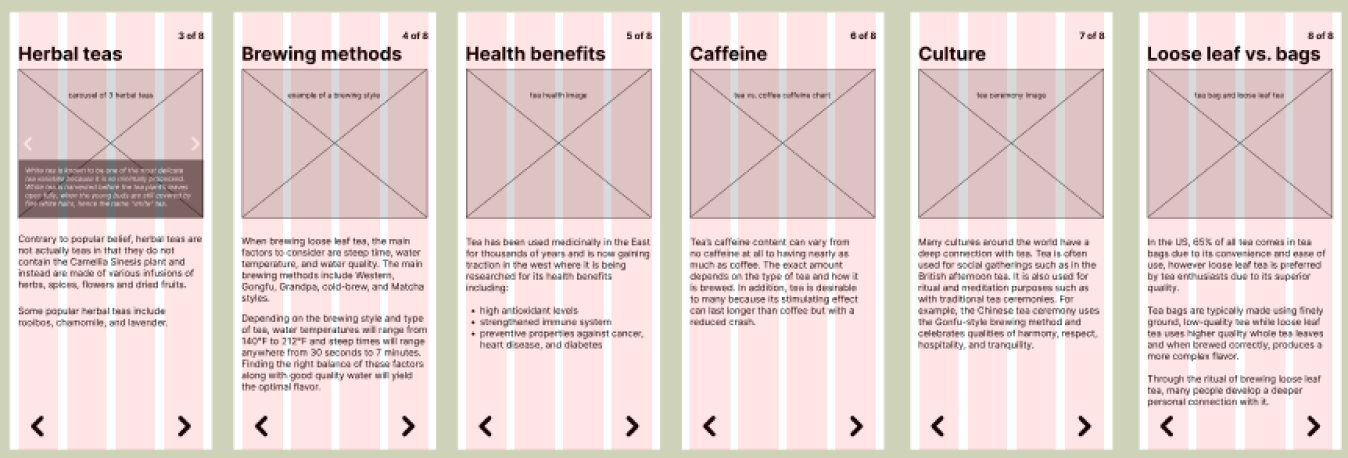 3 of 8
Herbal teas
carousel of 3 herbal teas
White tea is known to be one of the most delicate
tea varieties because it is so minimally processed.
White tea is harvested before the tea plant's leaves
open fully, when the young buds are still covered by
fine white hairs, hence the name "white" tea.
Contrary to popular belief, herbal teas are
not actually teas in that they do not
contain the Camellia Sinesis plant and
instead are made of various infusions of
herbs, spices, flowers and dried fruits.
Some popular herbal teas include
rooibos, chamomile, and lavender.
4 of 8
Brewing methods
example of a brewing style
When brewing loose leaf tea, the main
factors to consider are steep time, water
temperature, and water quality. The main
brewing methods include Western,
Gongfu, Grandpa, cold-brew, and Matcha
styles.
Depending on the brewing style and type
of tea, water temperatures will range from
140°F to 212°F and steep times will range
anywhere from 30 seconds to 7 minutes.
Finding the right balance of these factors
along with good quality water will yield
the optimal flavor.
5 of 8
Health benefits
tea health image
Tea has been used medicinally in the East
for thousands of years and is now gaining
traction in the west where it is being
researched for its health benefits
including:
• high antioxidant levels
• strengthened immune system
• preventive properties against cancer,
heart disease, and diabetes
6 of 8
Caffeine
tea vs. coffee caffeine chart
Tea's caffeine content can vary from
no caffeine at all to having nearly as
much as coffee. The exact amount
depends on the type of tea and how it
is brewed. In addition, tea is desirable
to many because its stimulating effect
can last longer than coffee but with a
reduced crash.
7 of 8
Culture
tea ceremony image
Many cultures around the world have a
deep connection with tea. Tea is often
used for social gatherings such as in the
British afternoon tea. It is also used for
ritual and meditation purposes such as
with traditional tea ceremonies. For
example, the Chinese tea ceremony uses
the Gonfu-style brewing method and
celebrates qualities of harmony, respect,
hospitality, and tranquility.
8 of 8
Loose leaf vs. bags
tea bag and loose leaf tea
In the US, 65% of all tea comes in tea
bags due to its convenience and ease of
use, however loose leaf tea is preferred
by tea enthusiasts due to its superior
quality.
Tea bags are typically made using finely
ground, low-quality tea while loose leaf
tea uses higher quality whole tea leaves
and when brewed correctly, produces a
more complex flavor.
Through the ritual of brewing loose leaf
tea, many people develop a deeper
personal connection with it.